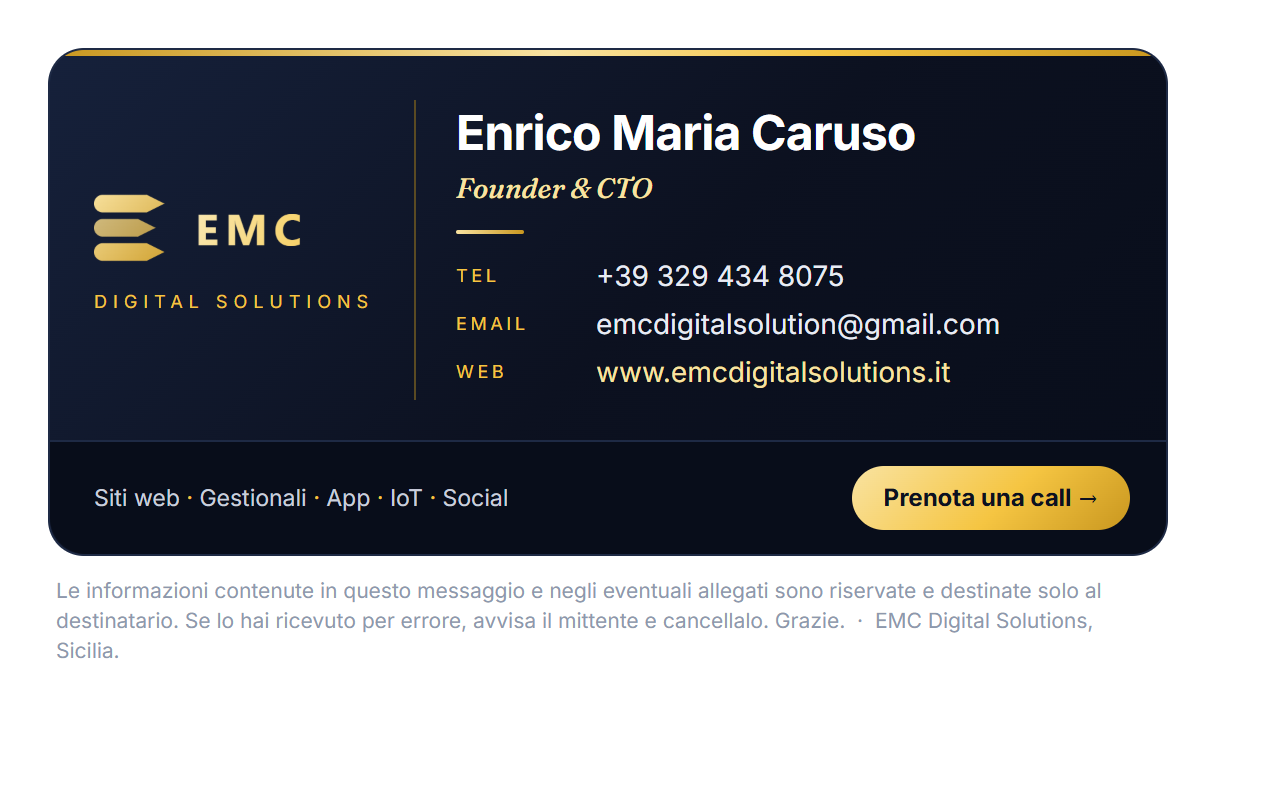 EMC
DIGITAL SOLUTIONS
Enrico Maria Caruso
Founder & CTO
TEL +39 329 434 8075
EMAIL emcdigitalsolution@gmail.com
WEB www.emcdigitalsolutions.it
Siti web · Gestionali · App · IoT · Social
Prenota una call →
Le informazioni contenute in questo messaggio e negli eventuali allegati sono riservate e destinate solo al
destinatario. Se lo hai ricevuto per errore, avvisa il mittente e cancellalo. Grazie. · EMC Digital Solutions,
Sicilia.